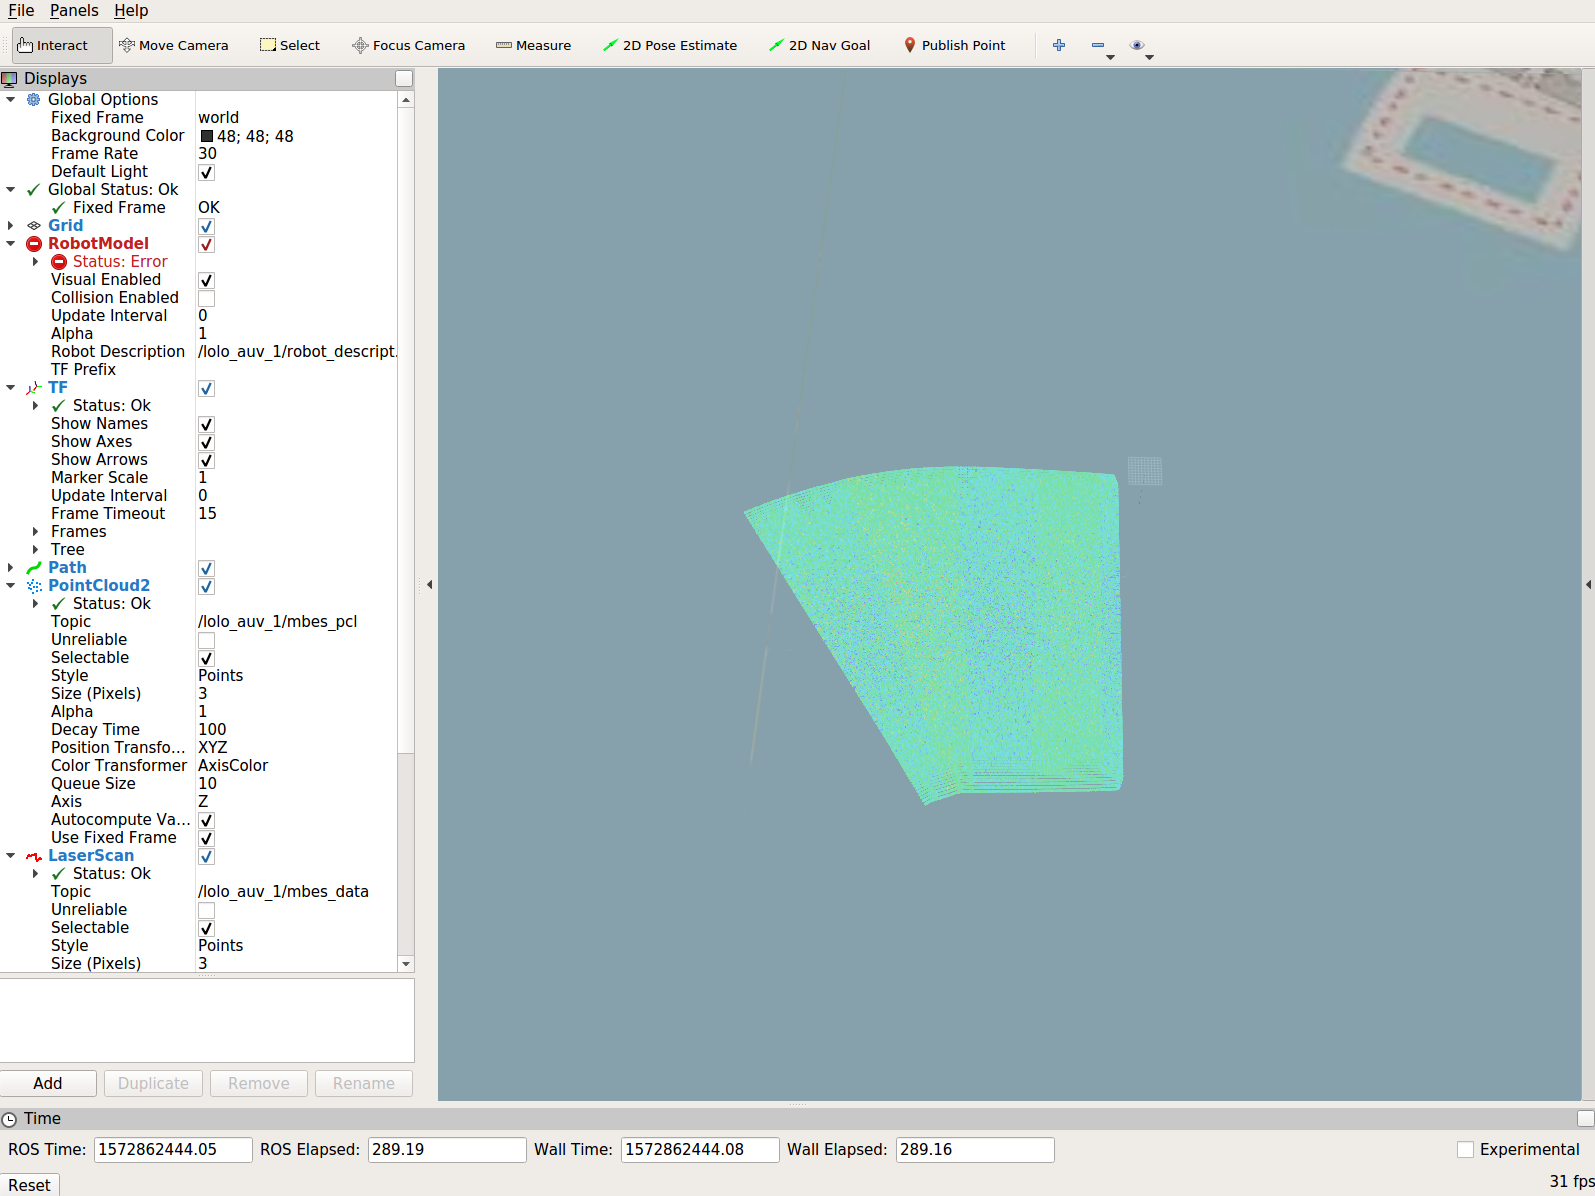 File Panels Help
Interact Move Camera Select Focus Camera Measure 2D Pose Estimate 2D Nav Goal Publish Point
Displays
Global Options
Fixed Frame world
Background Color 48; 48; 48
Frame Rate 30
Default Light
Global Status: Ok
Fixed Frame OK
Grid
RobotModel
Status: Error
Visual Enabled
Collision Enabled
Update Interval 0
Alpha 1
Robot Description /lolo_auv_1/robot_descript.
TF Prefix
TF
Status: Ok
Show Names
Show Axes
Show Arrows
Marker Scale 1
Update Interval 0
Frame Timeout 15
Frames
Tree
Path
PointCloud2
Status: Ok
Topic /lolo_auv_1/mbes_pcl
Unreliable
Selectable
Style Points
Size (Pixels) 3
Alpha 1
Decay Time 100
Position Transfo... XYZ
Color Transformer AxisColor
Queue Size 10
Axis Z
Autocompute Va...
Use Fixed Frame
LaserScan
Status: Ok
Topic /lolo_auv_1/mbes_data
Unreliable
Selectable
Style Points
Size (Pixels) 3
Add Duplicate Remove Rename
Time
ROS Time: 1572862444.05 ROS Elapsed: 289.19 Wall Time: 1572862444.08 Wall Elapsed: 289.16 Experimental
Reset 31 fps